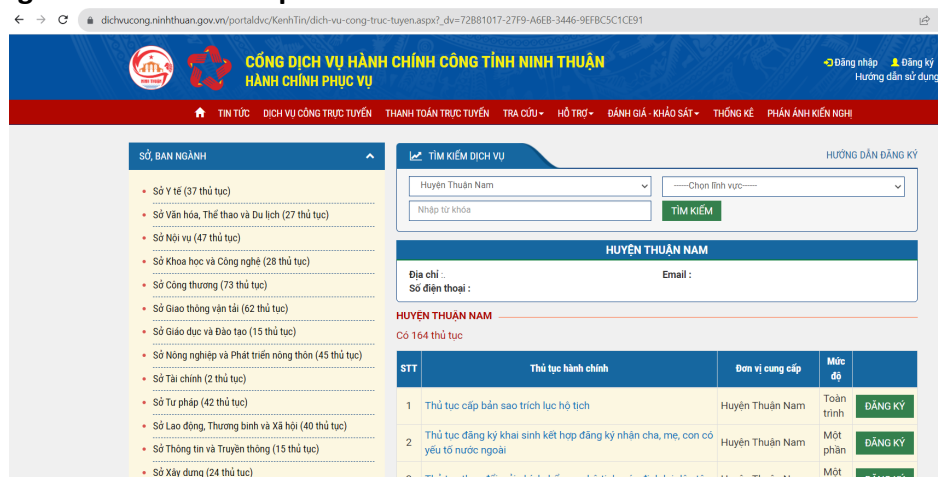 dichvucong.ninhthuan.gov.vn/portaldvc/KenhTin/dich-vu-cong-truc-tuyen.aspx?_dv=72B81017-27F9-A6EB-3446-9EFBC5C1CE91
CỔNG DỊCH VỤ HÀNH CHÍNH CÔNG TỈNH NINH THUẬN
HÀNH CHÍNH PHỤC VỤ
Đăng nhập Đăng ký
Hướng dẫn sử dụng
TIN TỨC DỊCH VỤ CÔNG TRỰC TUYẾN THANH TOÁN TRỰC TUYẾN TRA CỨU HỖ TRỢ ĐÁNH GIÁ - KHẢO SÁT THỐNG KÊ PHẢN ÁNH KIẾN NGHỊ
SỞ, BAN NGÀNH
Sở Y tế (37 thủ tục)
Sở Văn hóa, Thể thao và Du lịch (27 thủ tục)
Sở Nội vụ (47 thủ tục)
Sở Khoa học và Công nghệ (28 thủ tục)
Sở Công thương (73 thủ tục)
Sở Giao thông vận tải (62 thủ tục)
Sở Giáo dục và Đào tạo (15 thủ tục)
Sở Nông nghiệp và Phát triển nông thôn (45 thủ tục)
Sở Tài chính (2 thủ tục)
Sở Tư pháp (42 thủ tục)
Sở Lao động, Thương binh và Xã hội (40 thủ tục)
Sở Thông tin và Truyền thông (15 thủ tục)
Sở Xây dựng (24 thủ tục)
TÌM KIẾM DỊCH VỤ
HƯỚNG DẪN ĐĂNG KÝ
Huyện Thuận Nam
-----Chọn lĩnh vực-----
Nhập từ khóa
TÌM KIẾM
HUYỆN THUẬN NAM
Địa chỉ :.
Email :
Số điện thoại :
HUYỆN THUẬN NAM
Có 164 thủ tục
STT Thủ tục hành chính Đơn vị cung cấp Mức độ
1 Thủ tục cấp bản sao trích lục hộ tịch Huyện Thuận Nam Toàn trình ĐĂNG KÝ
2 Thủ tục đăng ký khai sinh kết hợp đăng ký nhận cha, mẹ, con có
yếu tố nước ngoài Huyện Thuận Nam Một phần ĐĂNG KÝ
Một